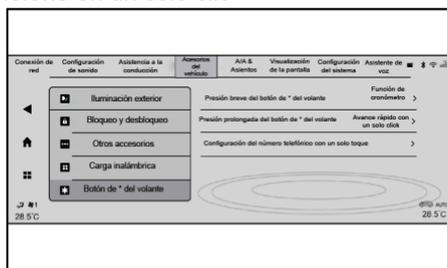 Conexión de red
Configuración de sonido
Asistencia a la conducción
Accesorios del vehículo
A/A & Asientos
Visualización de la pantalla
Configuración del sistema
Asistente de voz
Iluminación exterior
Bloqueo y desbloqueo
Otros accesorios
Carga inalámbrica
Botón de * del volante
Presión breve del botón de * del volante
Función de cronómetro
Presión prolongada del botón de * del volante
Avance rápido con un solo click
Configuración del número telefónico con un solo toque
28.5°C
AUTO
28.5°C